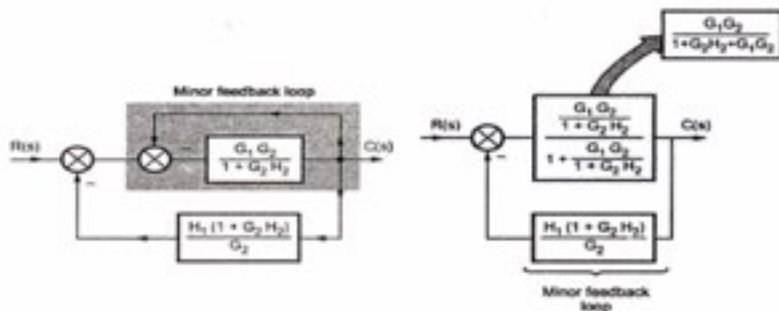 Minor feedback loop
R(s)
–
G₁ G₂
1 + G₂ H₂
C(s)
–
H₁ (1 + G₂ H₂)
G₂
G₁G₂
1+G₂H₂+G₁G₂
R(s)
G₁ G₂
1 + G₂ H₂
1 + G₁ G₂
1 + G₂ H₂
C(s)
–
H₁ (1 + G₂ H₂)
G₂
Minor feedback
loop